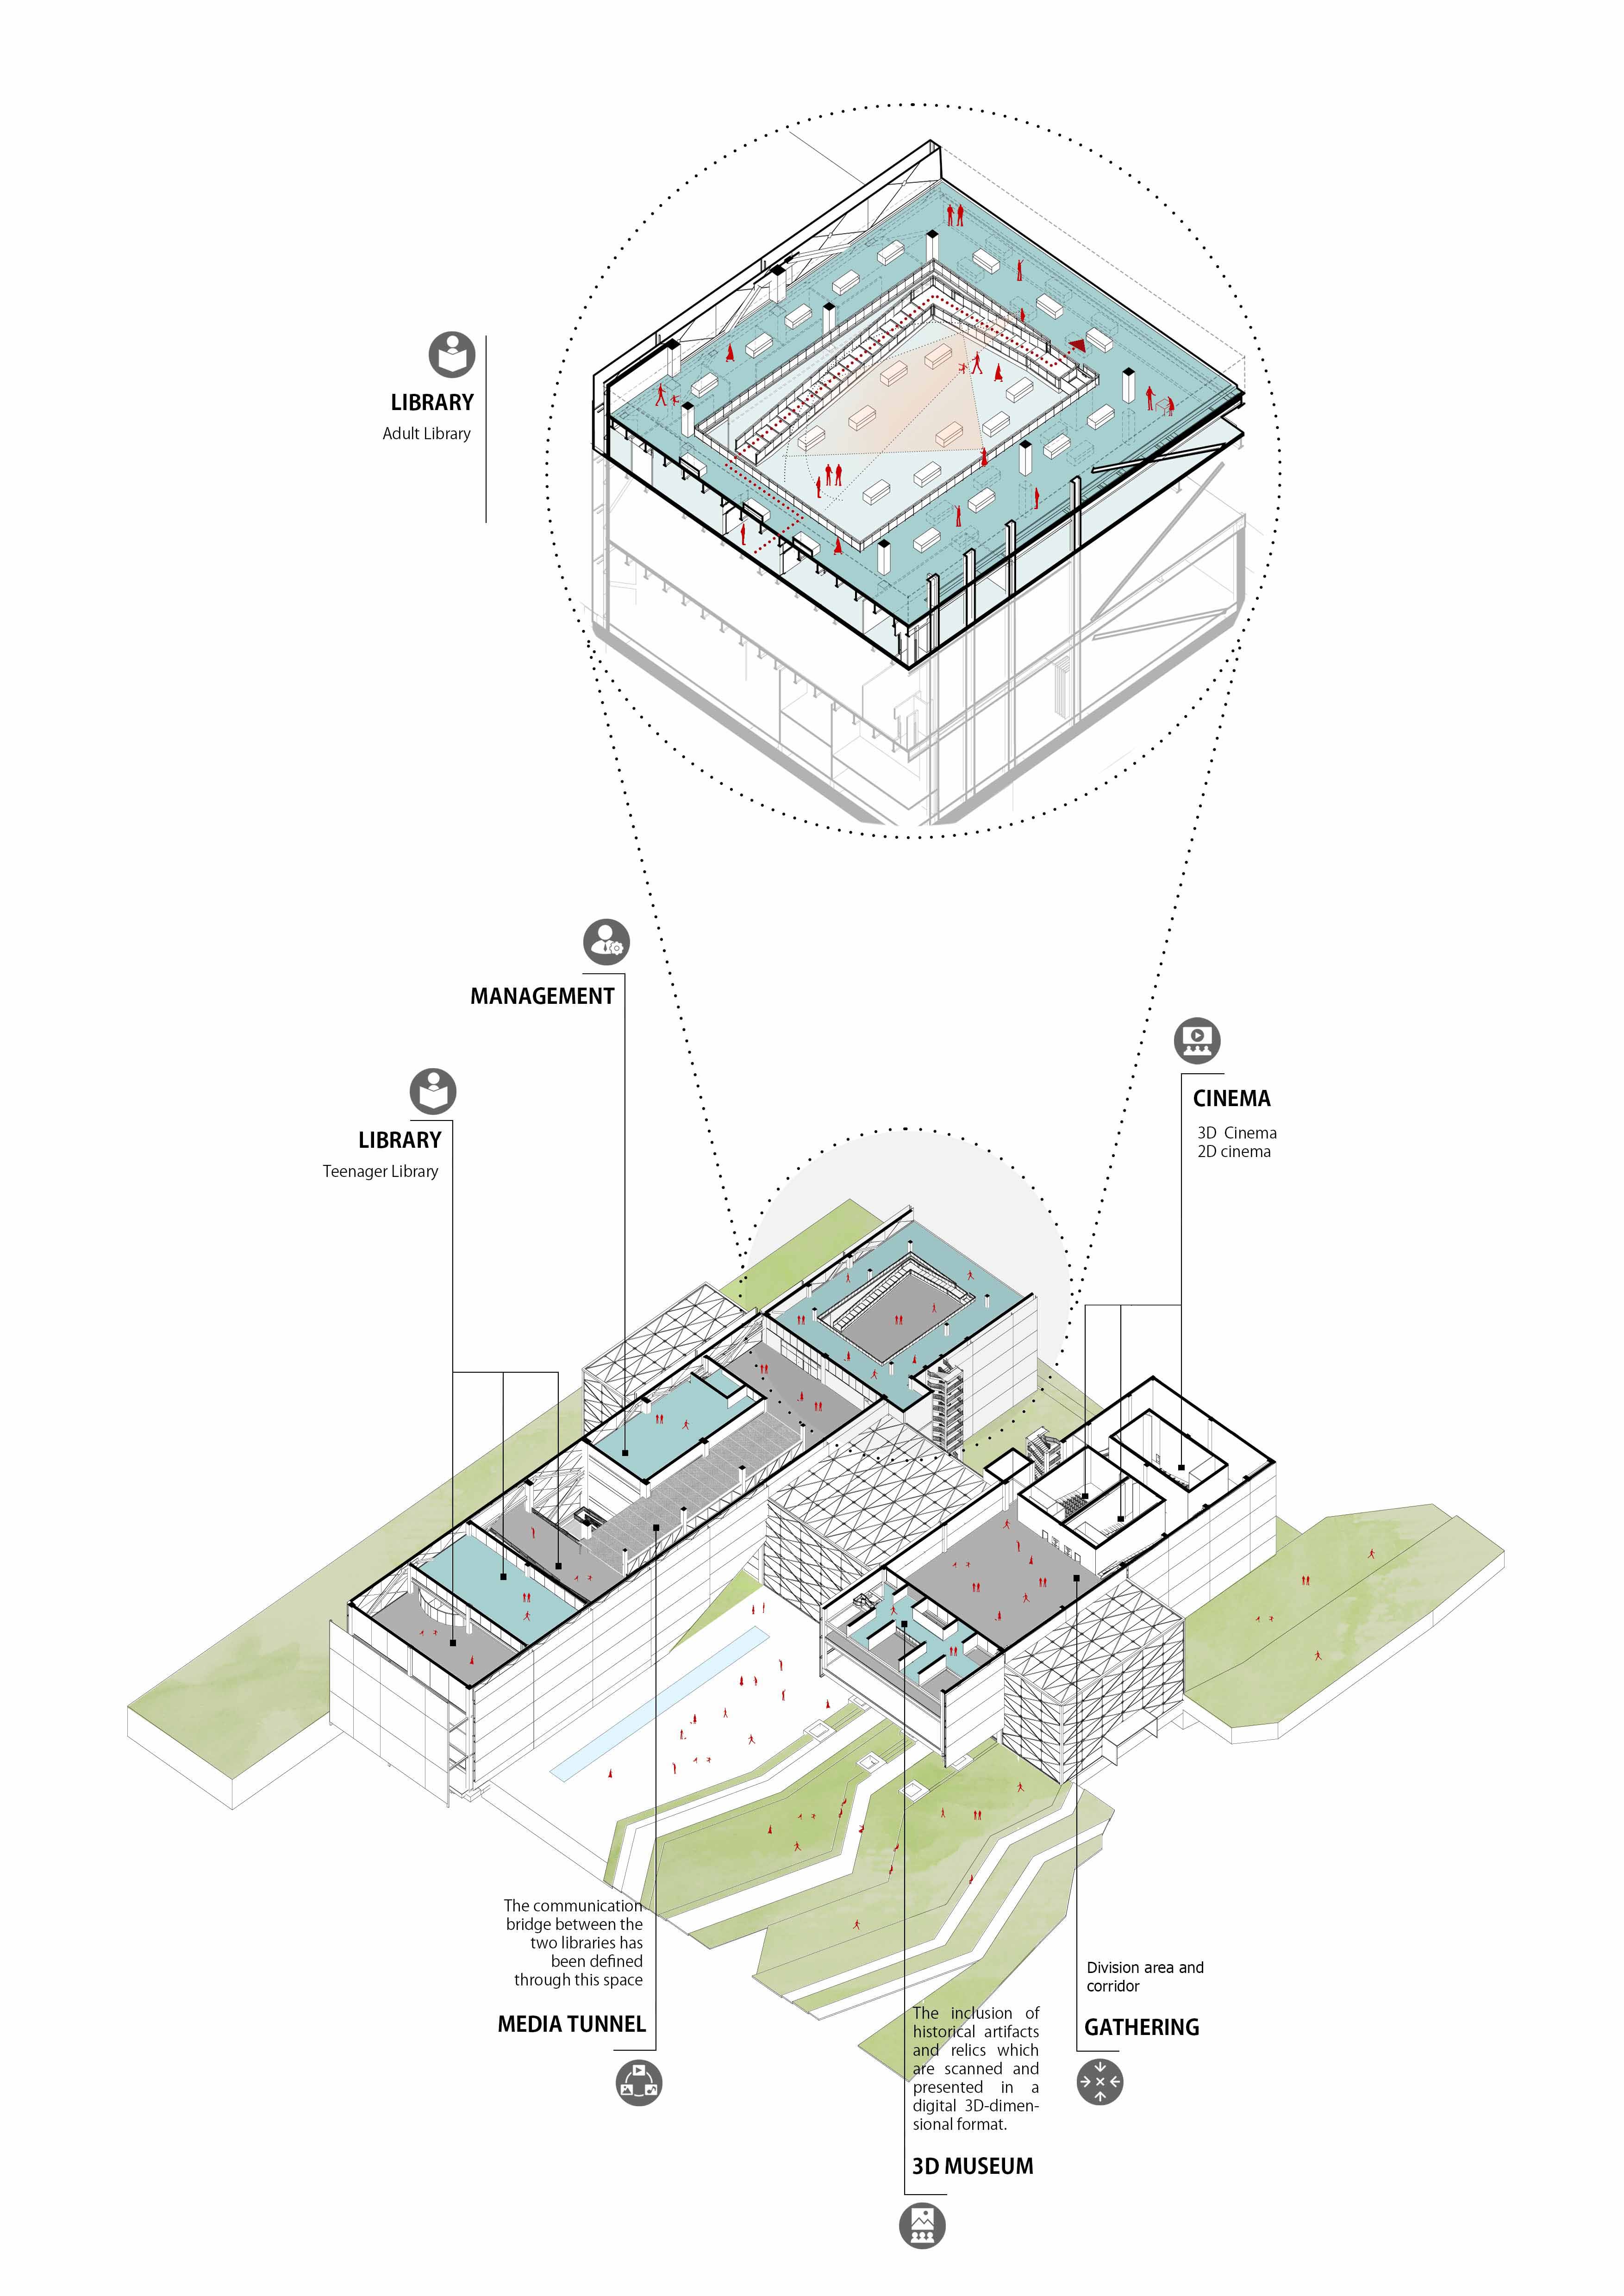 LIBRARY
Adult Library
MANAGEMENT
LIBRARY
Teenager Library
CINEMA
3D Cinema
2D cinema
The communication
bridge between the
two libraries has
been defined
through this space
MEDIA TUNNEL
The inclusion of
historical artifacts
and relics which
are scanned and
presented in a
digital 3D-dimen-
sional format.
3D MUSEUM
Division area and
corridor
GATHERING